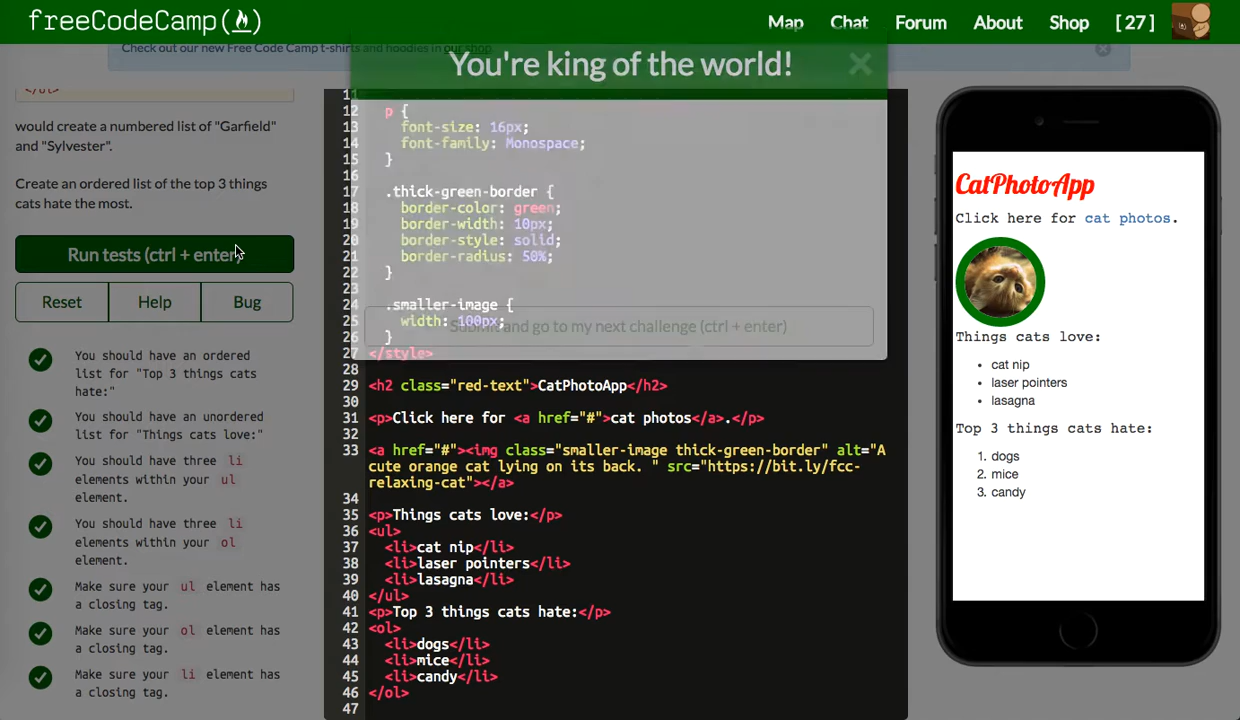 freeCodeCamp
Map Chat Forum About Shop [ 27 ]
Check out our new Free Code Camp t-shirts and hoodies in our shop.
You're king of the world!
</ol>
would create a numbered list of "Garfield"
and "Sylvester".
Create an ordered list of the top 3 things
cats hate the most.
Run tests (ctrl + enter)
Reset Help Bug
You should have an ordered
list for "Top 3 things cats
hate:"
You should have an unordered
list for "Things cats love:"
You should have three li
elements within your ul
element.
You should have three li
elements within your ol
element.
Make sure your ul element has
a closing tag.
Make sure your ol element has
a closing tag.
Make sure your li element has
a closing tag.
11
12 p {
13 font-size: 16px;
14 font-family: Monospace;
15 }
16
17 .thick-green-border {
18 border-color: green;
19 border-width: 10px;
20 border-style: solid;
21 border-radius: 50%;
22 }
23
24 .smaller-image {
25 width: 100px;
Submit and go to my next challenge (ctrl + enter)
26 }
27 </style>
28
29 <h2 class="red-text">CatPhotoApp</h2>
30
31 <p>Click here for <a href="#">cat photos</a>.</p>
32
33 <a href="#"><img class="smaller-image thick-green-border" alt="A
cute orange cat lying on its back. " src="https://bit.ly/fcc-
relaxing-cat"></a>
34
35 <p>Things cats love:</p>
36 <ul>
37 <li>cat nip</li>
38 <li>laser pointers</li>
39 <li>lasagna</li>
40 </ul>
41 <p>Top 3 things cats hate:</p>
42 <ol>
43 <li>dogs</li>
44 <li>mice</li>
45 <li>candy</li>
46 </ol>
47
CatPhotoApp
Click here for cat photos.
Things cats love:
cat nip
laser pointers
lasagna
Top 3 things cats hate:
1. dogs
2. mice
3. candy